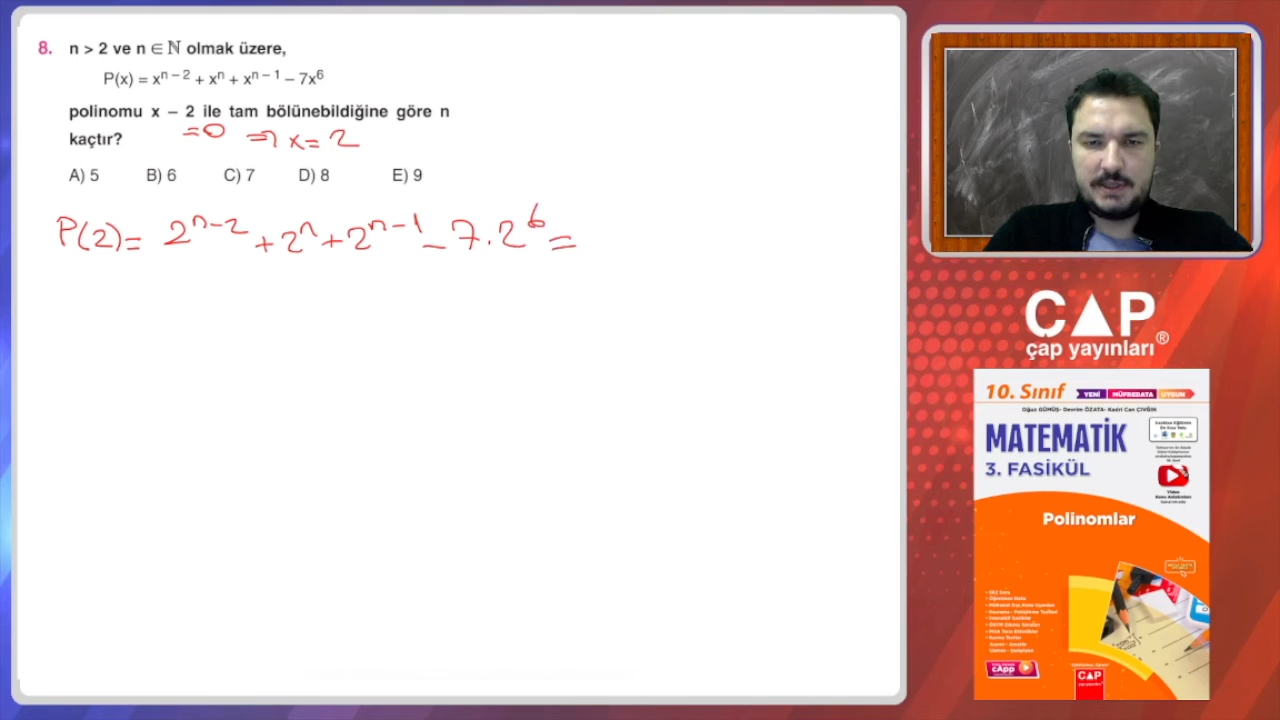 8. n > 2 ve n ∈ ℕ olmak üzere,
P(x) = xⁿ⁻² + xⁿ + xⁿ⁻¹ – 7x⁶
polinomu x – 2 ile tam bölünebildiğine göre n
kaçtır?
=0 ⇒ x = 2
A) 5 B) 6 C) 7 D) 8 E) 9
P(2) = 2ⁿ⁻² + 2ⁿ + 2ⁿ⁻¹ – 7.2⁶ =
ÇAP
çap yayınları®
10. Sınıf
YENİ MÜFREDATA UYGUN
Oğuz GÜMÜŞ- Devrim ÖZATA- Kadri Can ÇIVGIN
MATEMATİK
3. FASİKÜL
Polinomlar
cApp
ÇAP